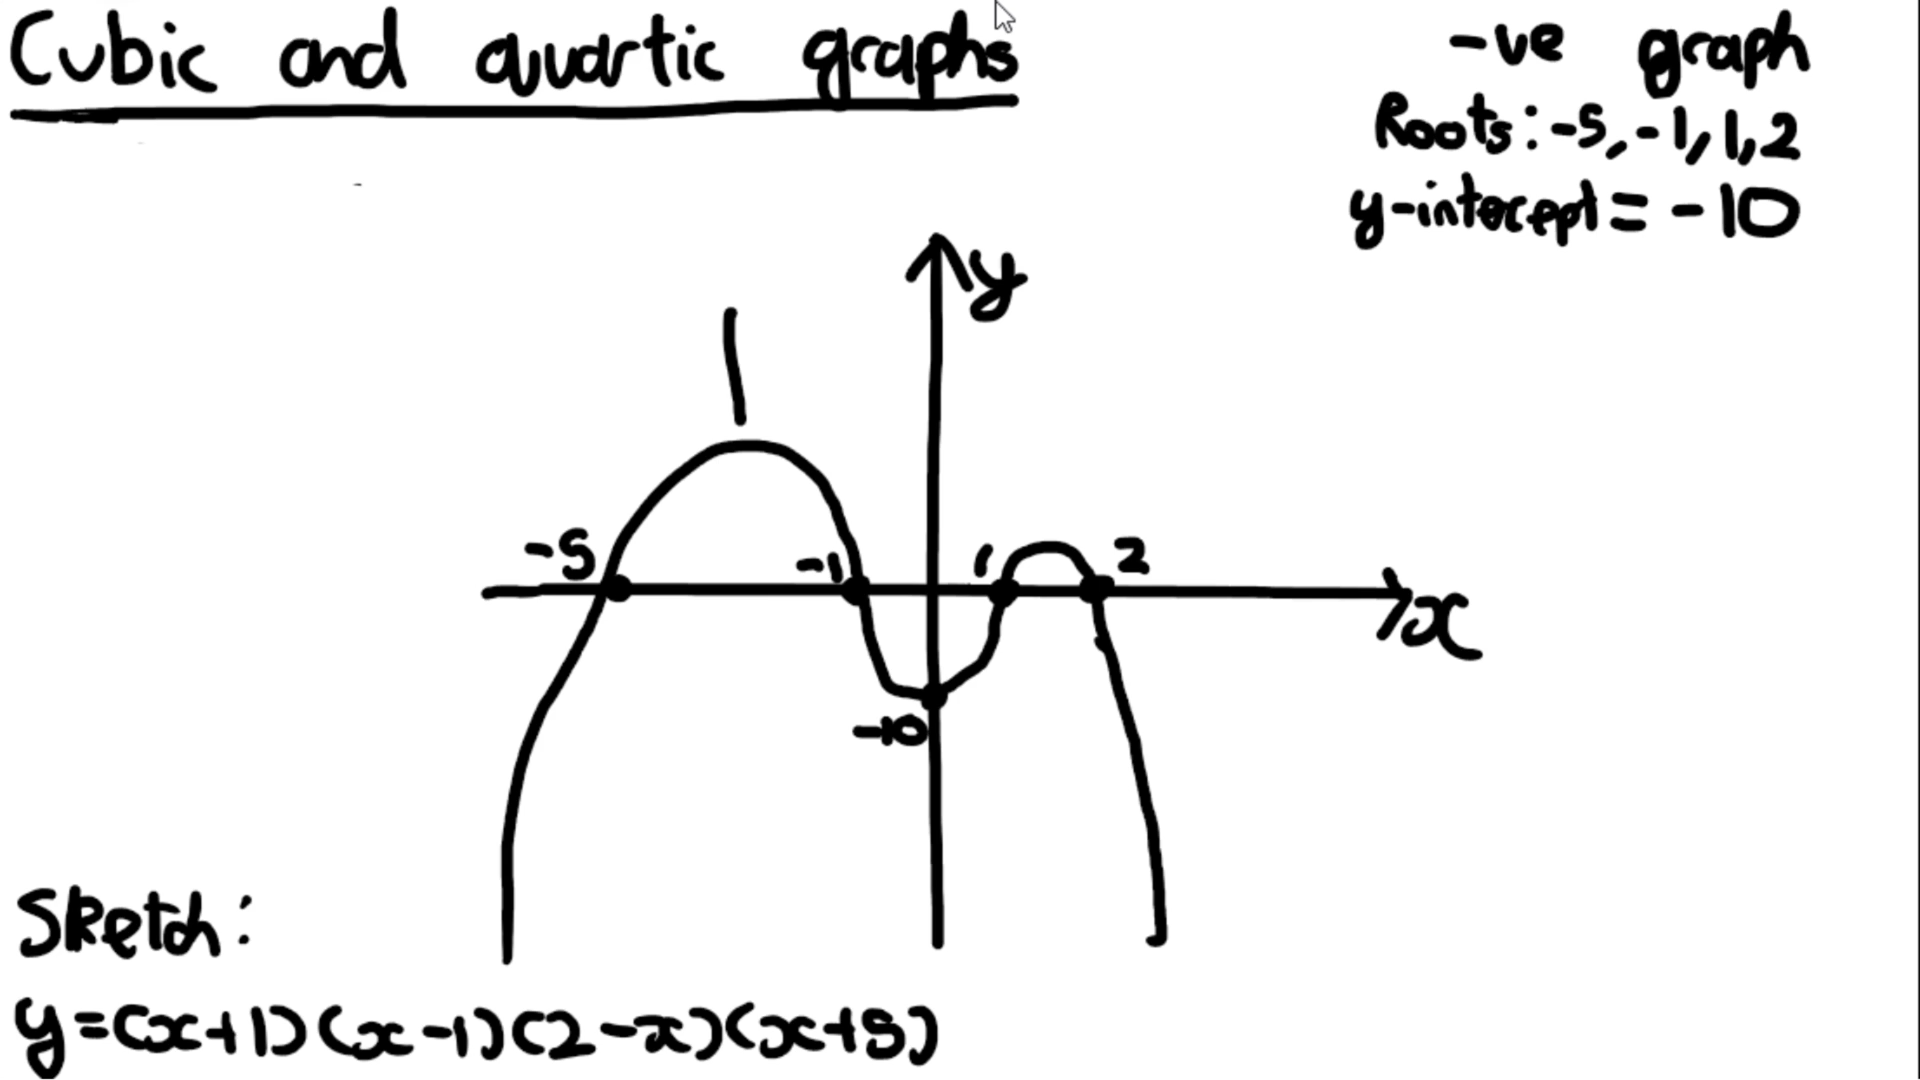 Cubic and quartic graphs
-ve graph
Roots: -5, -1, 1, 2
y-intercept = -10
y
-5
-1
1
2
x
-10
Sketch:
y=(x+1)(x-1)(2-x)(x+5)